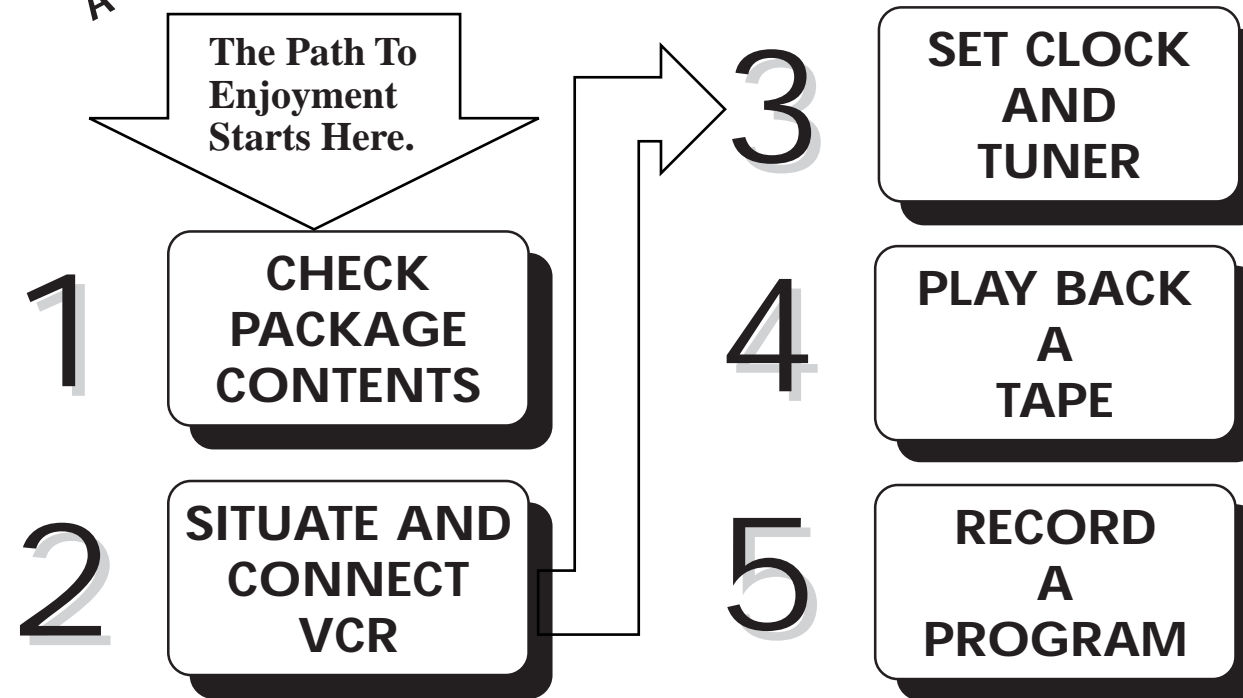 A
The Path To
Enjoyment
Starts Here.
1
CHECK
PACKAGE
CONTENTS
2
SITUATE AND
CONNECT
VCR
3
SET CLOCK
AND
TUNER
4
PLAY BACK
A
TAPE
5
RECORD
A
PROGRAM